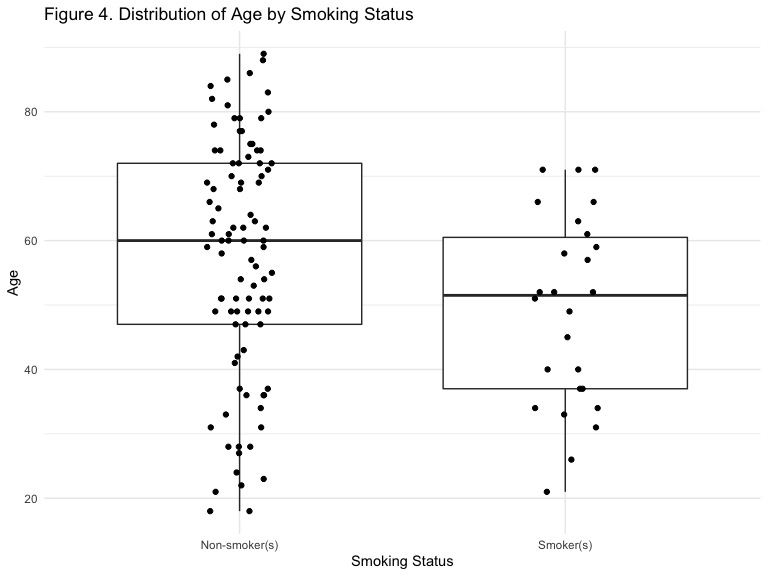 Figure 4. Distribution of Age by Smoking Status
80
60
40
20
Age
Non-smoker(s)
Smoker(s)
Smoking Status